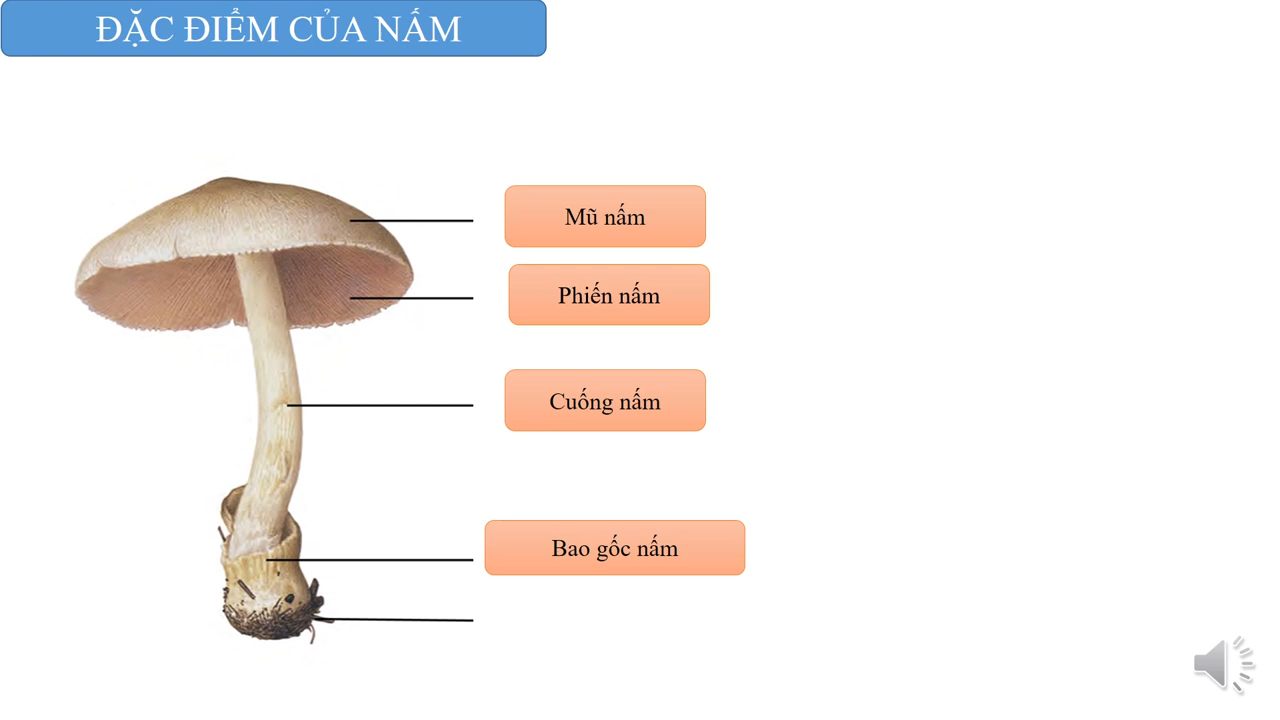 ĐẶC ĐIỂM CỦA NẤM
Mũ nấm
Phiến nấm
Cuống nấm
Bao gốc nấm